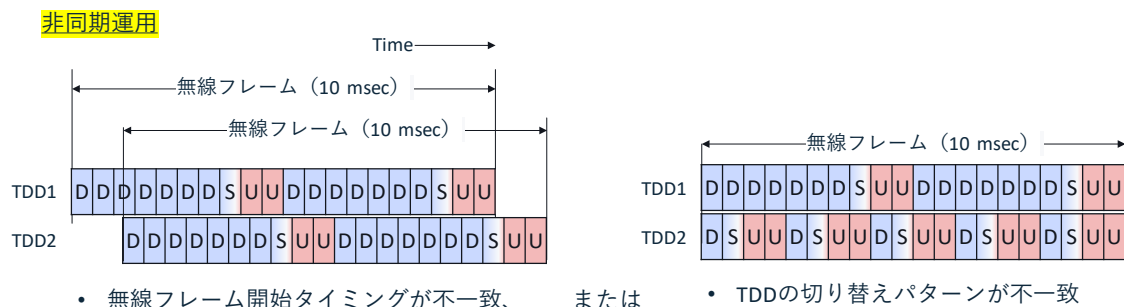 非同期運用
Time
無線フレーム（10 msec）
無線フレーム（10 msec）
TDD1 D D D D D D D S U U D D D D D D D S U U
TDD2 D D D D D D D S U U D D D D D D D S U U
• 無線フレーム開始タイミングが不一致、 または
無線フレーム（10 msec）
TDD1 D D D D D D D S U U D D D D D D D S U U
TDD2 D S U U D S U U D S U U D S U U D S U U
• TDDの切り替えパターンが不一致